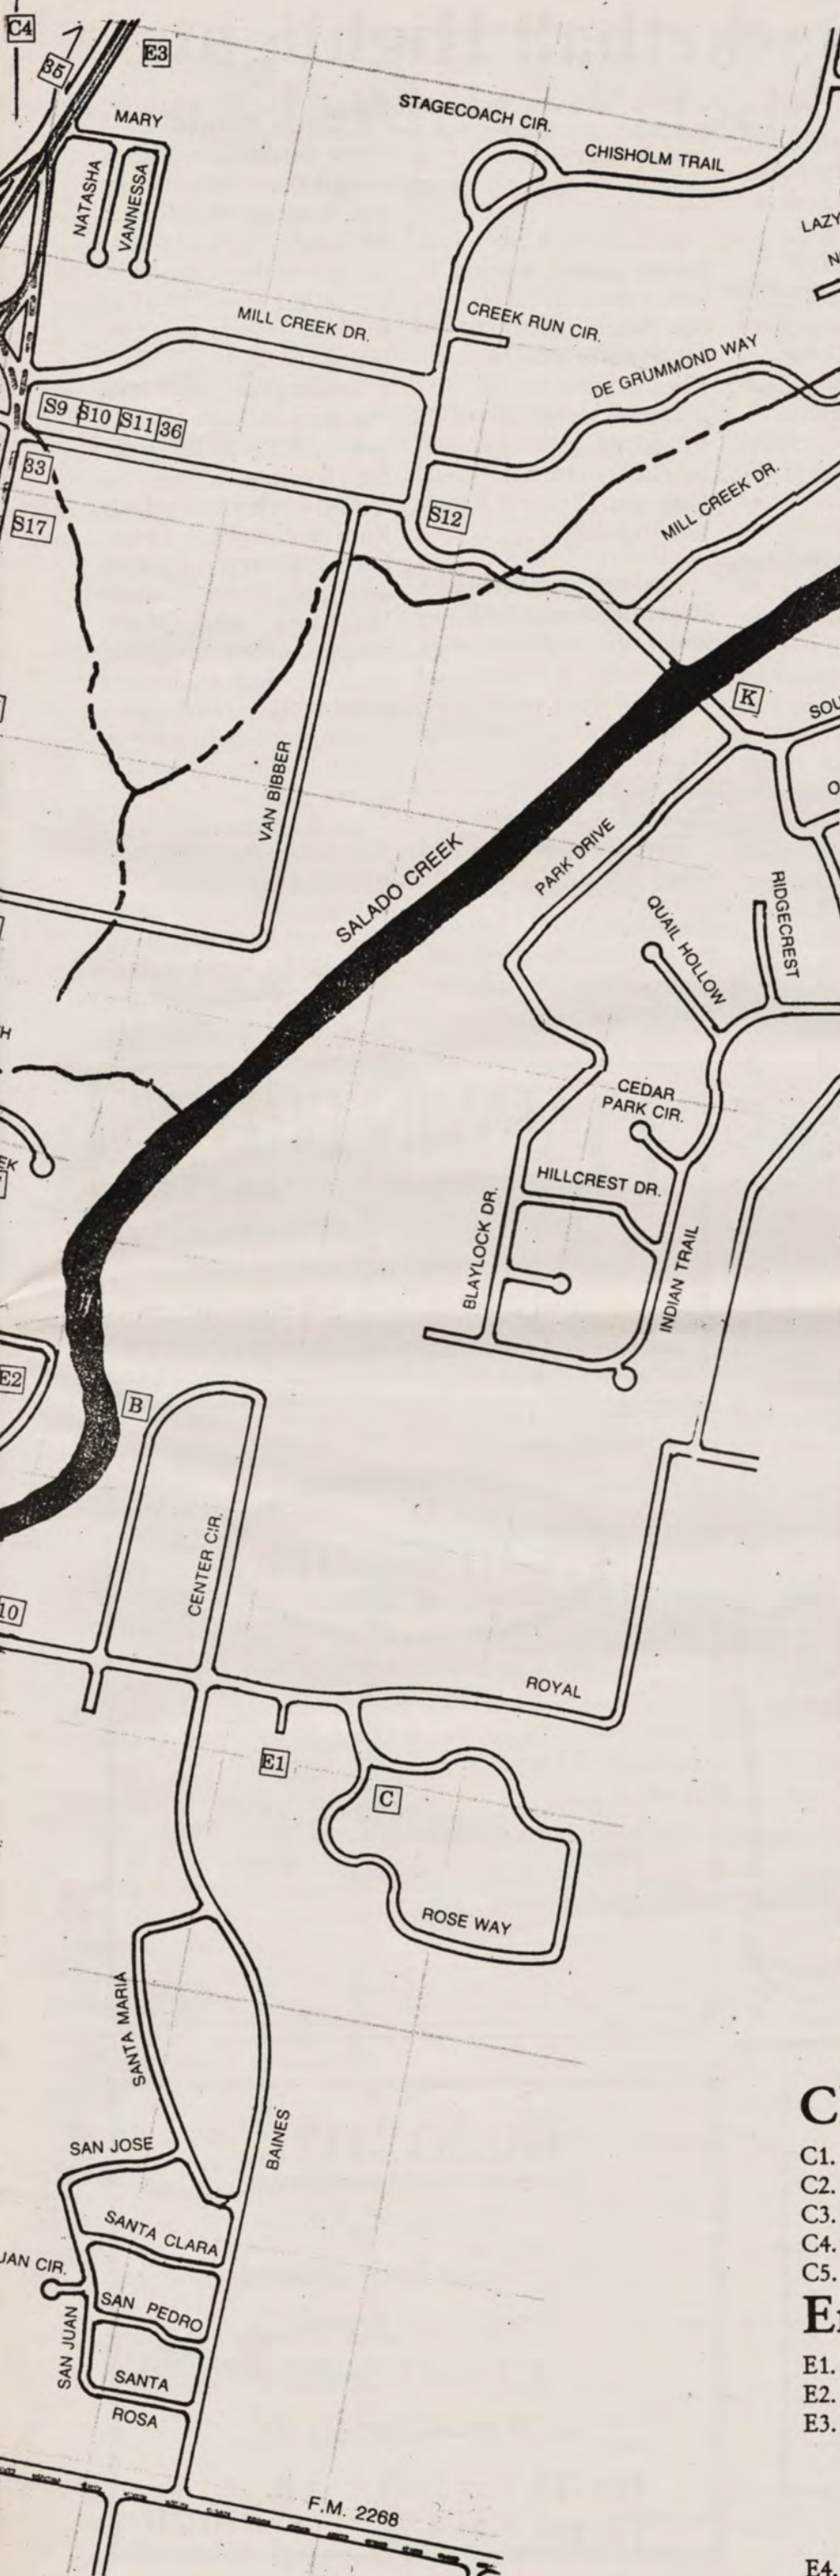 C4
35
E3
MARY
STAGECOACH CIR.
CHISHOLM TRAIL
NATASHA
VANNESSA
LAZY
MILL CREEK DR.
CREEK RUN CIR.
DE GRUMMOND WAY
S9 S10 S11 36
33
S17
S12
MILL CREEK DR.
K
SOU
VAN BIBBER
SALADO CREEK
PARK DRIVE
QUAIL HOLLOW
RIDGECREST
H
CEDAR
PARK CIR.
EK
HILLCREST DR.
BLAYLOCK DR.
INDIAN TRAIL
E2
B
CENTER CIR.
10
ROYAL
E1
C
ROSE WAY
SANTA MARIA
BAINES
SAN JOSE
SANTA CLARA
UAN CIR.
SAN PEDRO
SAN JUAN
SANTA
ROSA
F.M. 2268
C
C1.
C2.
C3.
C4.
C5.
E
E1.
E2.
E3.
E4.